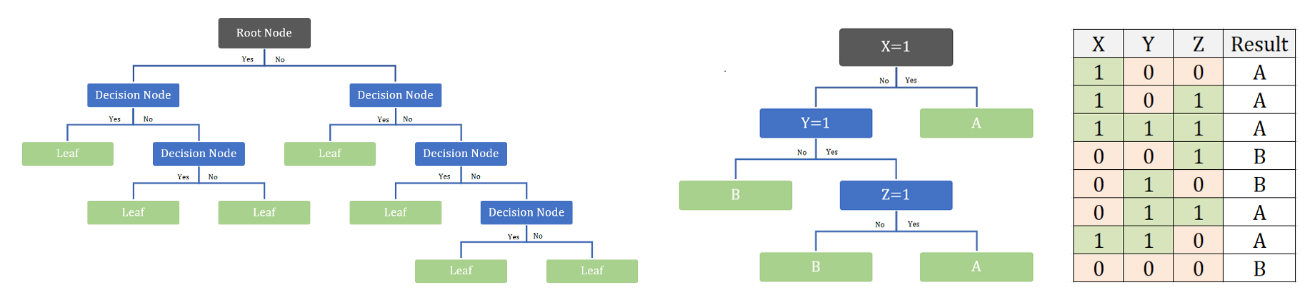 Root Node
Yes No
Decision Node Decision Node
Yes No Yes No
Leaf Decision Node Leaf Decision Node
Yes No Yes No
Leaf Leaf Leaf Decision Node
Yes No
Leaf Leaf
X=1
No Yes
Y=1 A
No Yes
B Z=1
No Yes
B A
X Y Z Result
1 0 0 A
1 0 1 A
1 1 1 A
0 0 1 B
0 1 0 B
0 1 1 A
1 1 0 A
0 0 0 B